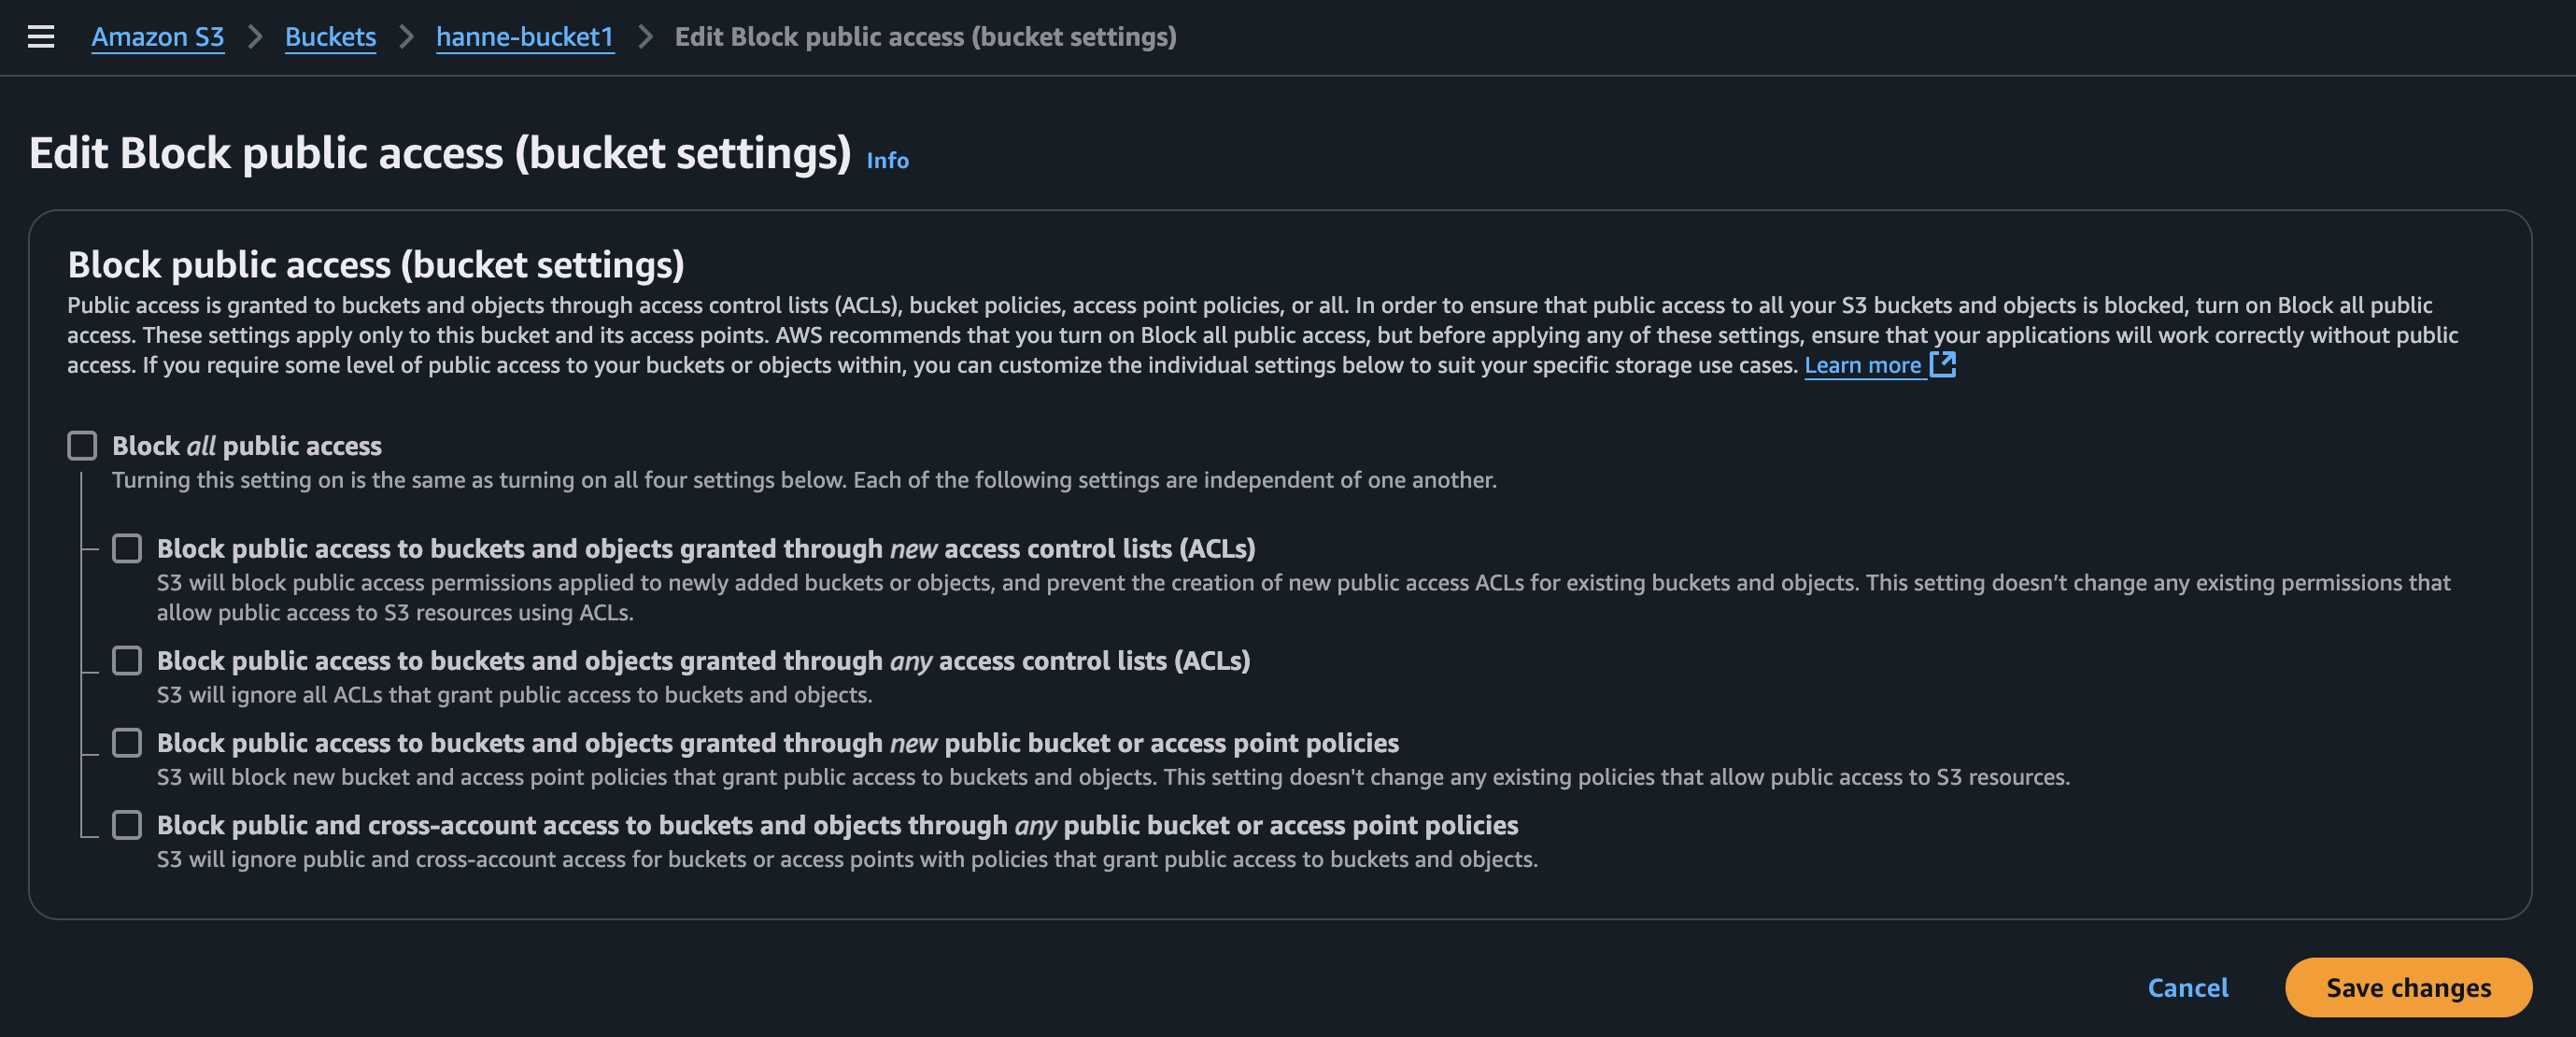 Amazon S3 > Buckets > hanne-bucket1 > Edit Block public access (bucket settings)
Edit Block public access (bucket settings) Info
Block public access (bucket settings)
Public access is granted to buckets and objects through access control lists (ACLs), bucket policies, access point policies, or all. In order to ensure that public access to all your S3 buckets and objects is blocked, turn on Block all public
access. These settings apply only to this bucket and its access points. AWS recommends that you turn on Block all public access, but before applying any of these settings, ensure that your applications will work correctly without public
access. If you require some level of public access to your buckets or objects within, you can customize the individual settings below to suit your specific storage use cases. Learn more
Block all public access
Turning this setting on is the same as turning on all four settings below. Each of the following settings are independent of one another.
Block public access to buckets and objects granted through new access control lists (ACLs)
S3 will block public access permissions applied to newly added buckets or objects, and prevent the creation of new public access ACLs for existing buckets and objects. This setting doesn’t change any existing permissions that
allow public access to S3 resources using ACLs.
Block public access to buckets and objects granted through any access control lists (ACLs)
S3 will ignore all ACLs that grant public access to buckets and objects.
Block public access to buckets and objects granted through new public bucket or access point policies
S3 will block new bucket and access point policies that grant public access to buckets and objects. This setting doesn't change any existing policies that allow public access to S3 resources.
Block public and cross-account access to buckets and objects through any public bucket or access point policies
S3 will ignore public and cross-account access for buckets or access points with policies that grant public access to buckets and objects.
Cancel Save changes